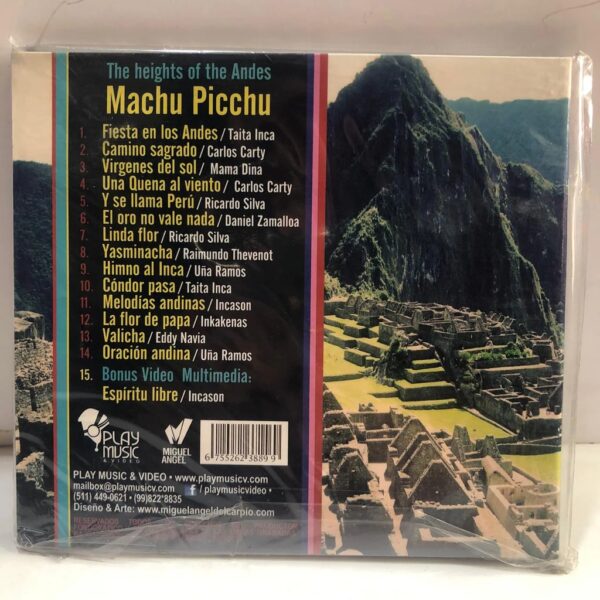 The heights of the Andes
Machu Picchu
1. Fiesta en los Andes / Taita Inca
2. Camino sagrado / Carlos Carty
3. Virgenes del sol / Mama Dina
4. Una Quena al viento / Carlos Carty
5. Y se llama Perú / Ricardo Silva
6. El oro no vale nada / Daniel Zamalloa
7. Linda flor / Ricardo Silva
8. Yasminacha / Raimundo Thevenot
9. Himno al Inca / Uña Ramos
10. Cóndor pasa / Taita Inca
11. Melodías andinas / Incason
12. La flor de papa / Inkakenas
13. Valicha / Eddy Navia
14. Oración andina / Uña Ramos
15. Bonus Video Multimedia:
Espíritu libre / Incason
PLAY MUSIC & VIDEO
MIGUEL ANGEL
6 755262 3889 9
PLAY MUSIC & VIDEO • www.playmusicv.com
mailbox@playmusicv.com f / playmusicvideo •
(511) 449-0621 • (99)822*8835
Diseño & Arte: www.miguelangeldelcarpio.com
RESERVADO TODOS